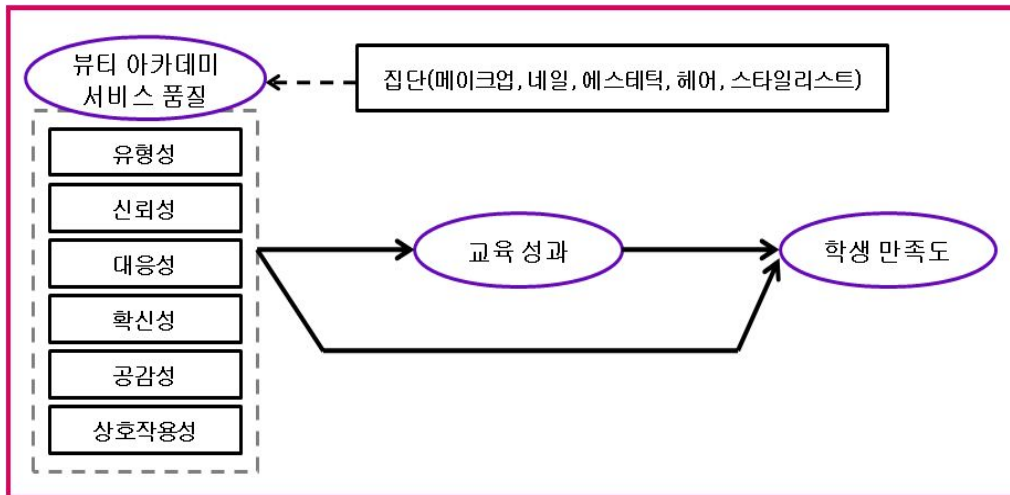 뷰티 아카데미
서비스 품질
집단(메이크업, 네일, 에스테틱, 헤어, 스타일리스트)
유형성
신뢰성
대응성
확신성
공감성
상호작용성
교육 성과
학생 만족도